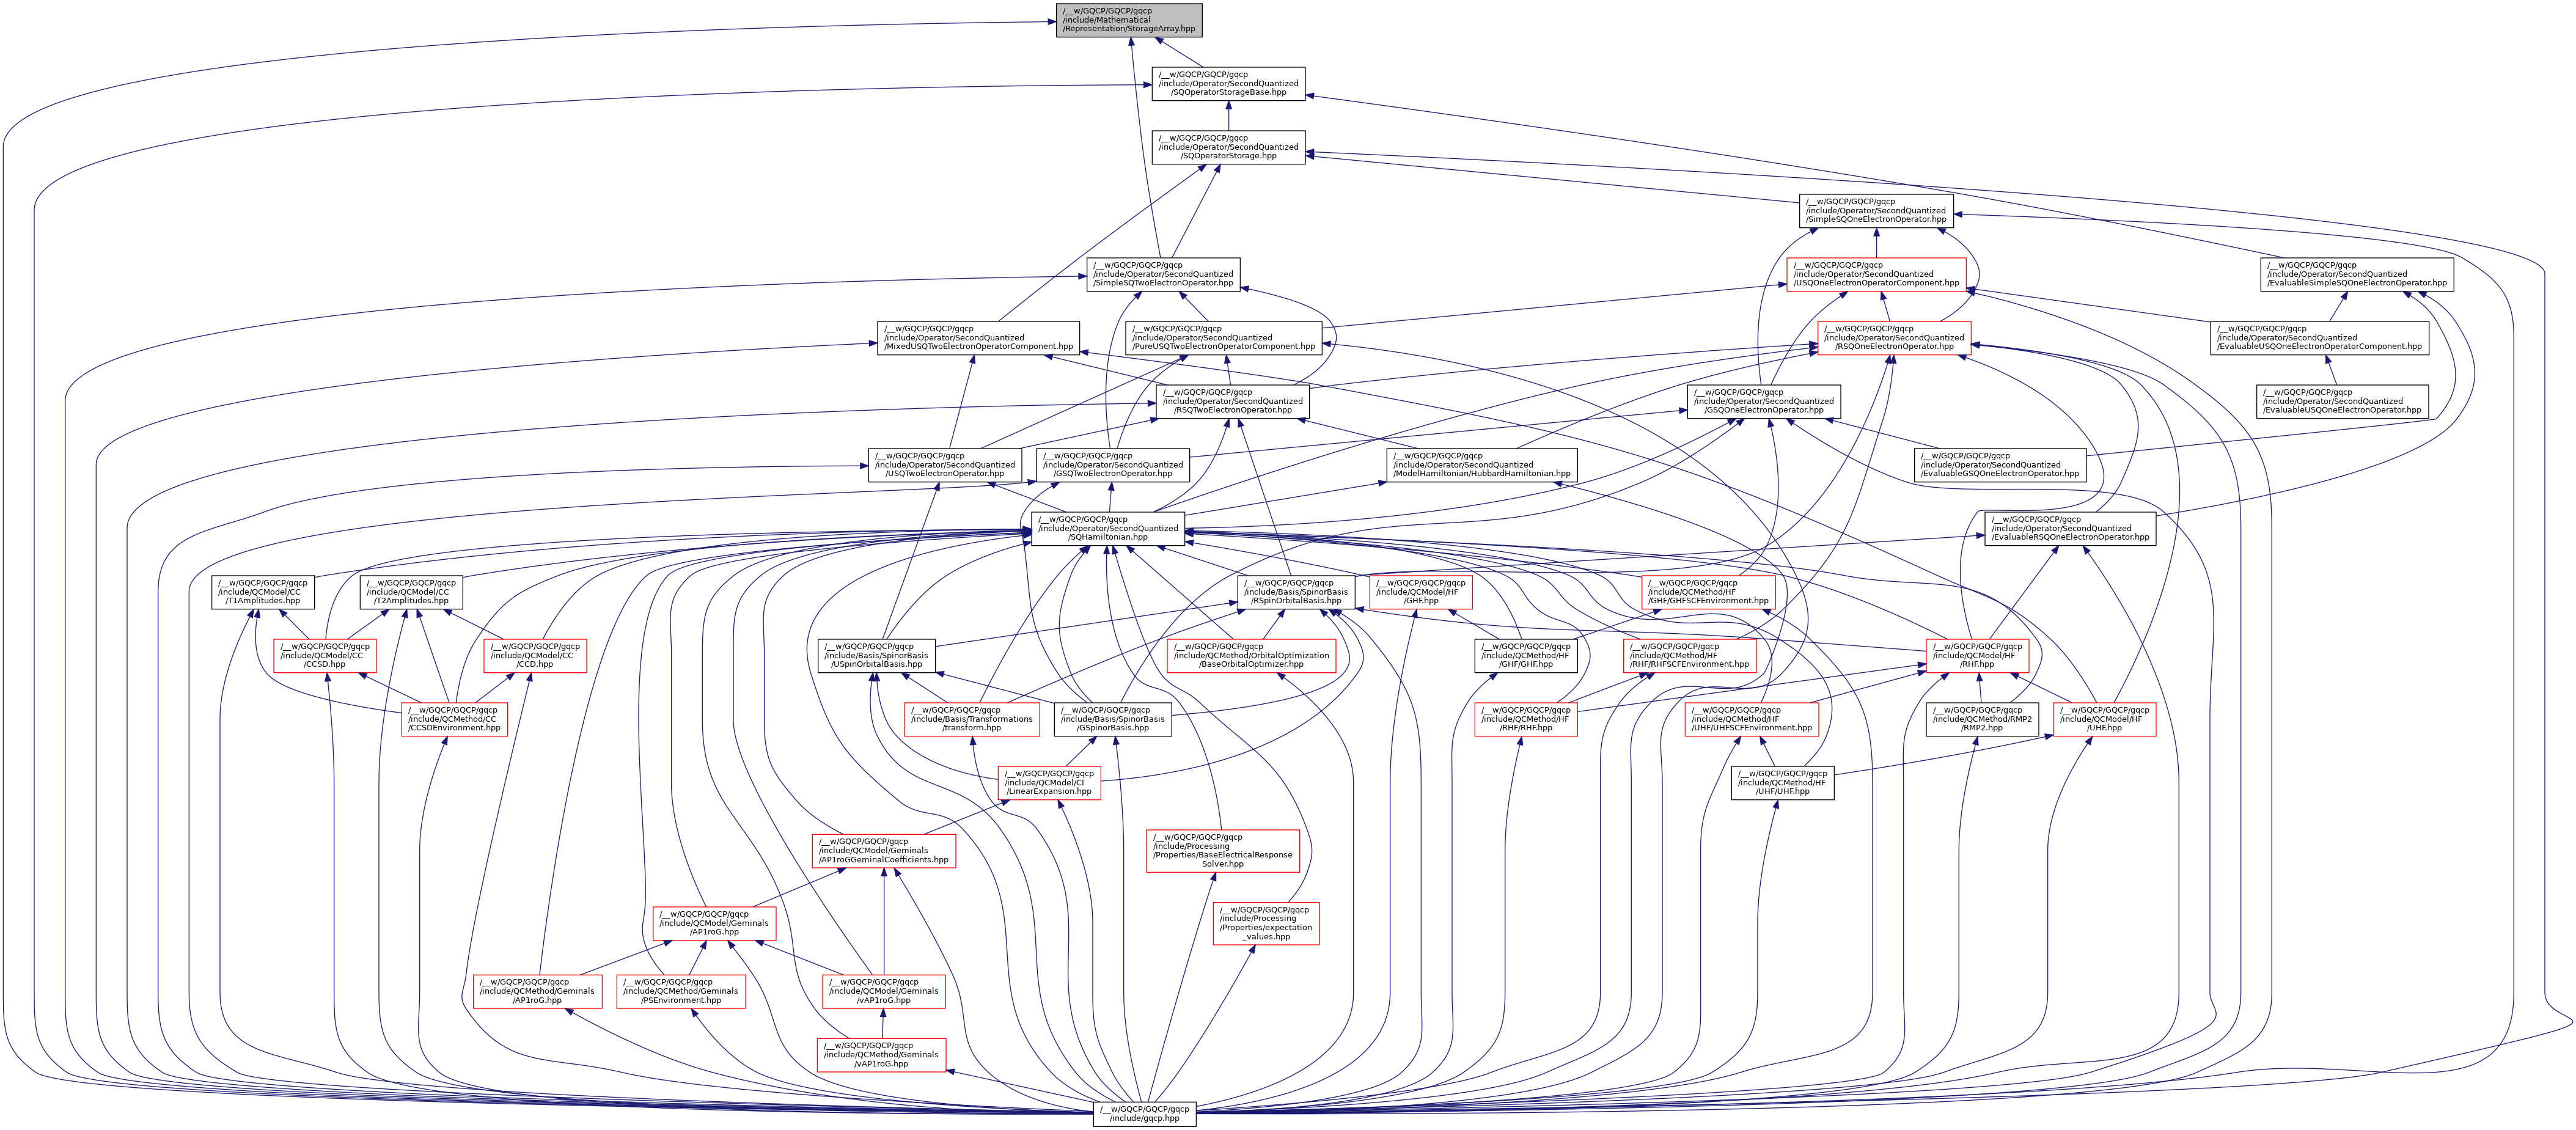 /__w/GQCP/GQCP/gqcp
/include/Mathematical
/Representation/StorageArray.hpp
/__w/GQCP/GQCP/gqcp
/include/Operator/SecondQuantized
/SQOperatorStorageBase.hpp
/__w/GQCP/GQCP/gqcp
/include/Operator/SecondQuantized
/SQOperatorStorage.hpp
/__w/GQCP/GQCP/gqcp
/include/Operator/SecondQuantized
/SimpleSQOneElectronOperator.hpp
/__w/GQCP/GQCP/gqcp
/include/Operator/SecondQuantized
/SimpleSQTwoElectronOperator.hpp
/__w/GQCP/GQCP/gqcp
/include/Operator/SecondQuantized
/USQOneElectronOperatorComponent.hpp
/__w/GQCP/GQCP/gqcp
/include/Operator/SecondQuantized
/EvaluableSimpleSQOneElectronOperator.hpp
/__w/GQCP/GQCP/gqcp
/include/Operator/SecondQuantized
/MixedUSQTwoElectronOperatorComponent.hpp
/__w/GQCP/GQCP/gqcp
/include/Operator/SecondQuantized
/PureUSQTwoElectronOperatorComponent.hpp
/__w/GQCP/GQCP/gqcp
/include/Operator/SecondQuantized
/RSQOneElectronOperator.hpp
/__w/GQCP/GQCP/gqcp
/include/Operator/SecondQuantized
/EvaluableUSQOneElectronOperatorComponent.hpp
/__w/GQCP/GQCP/gqcp
/include/Operator/SecondQuantized
/RSQTwoElectronOperator.hpp
/__w/GQCP/GQCP/gqcp
/include/Operator/SecondQuantized
/GSQOneElectronOperator.hpp
/__w/GQCP/GQCP/gqcp
/include/Operator/SecondQuantized
/EvaluableUSQOneElectronOperator.hpp
/__w/GQCP/GQCP/gqcp
/include/Operator/SecondQuantized
/USQTwoElectronOperator.hpp
/__w/GQCP/GQCP/gqcp
/include/Operator/SecondQuantized
/GSQTwoElectronOperator.hpp
/__w/GQCP/GQCP/gqcp
/include/Operator/SecondQuantized
/ModelHamiltonian/HubbardHamiltonian.hpp
/__w/GQCP/GQCP/gqcp
/include/Operator/SecondQuantized
/EvaluableGSQOneElectronOperator.hpp
/__w/GQCP/GQCP/gqcp
/include/Operator/SecondQuantized
/SQHamiltonian.hpp
/__w/GQCP/GQCP/gqcp
/include/Operator/SecondQuantized
/EvaluableRSQOneElectronOperator.hpp
/__w/GQCP/GQCP/gqcp
/include/QCModel/CC
/T1Amplitudes.hpp
/__w/GQCP/GQCP/gqcp
/include/QCModel/CC
/T2Amplitudes.hpp
/__w/GQCP/GQCP/gqcp
/include/Basis/SpinorBasis
/RSpinOrbitalBasis.hpp
/__w/GQCP/GQCP/gqcp
/include/QCModel/HF
/GHF.hpp
/__w/GQCP/GQCP/gqcp
/include/QCMethod/HF
/GHF/GHFSCFEnvironment.hpp
/__w/GQCP/GQCP/gqcp
/include/QCModel/CC
/CCSD.hpp
/__w/GQCP/GQCP/gqcp
/include/QCModel/CC
/CCD.hpp
/__w/GQCP/GQCP/gqcp
/include/Basis/SpinorBasis
/USpinOrbitalBasis.hpp
/__w/GQCP/GQCP/gqcp
/include/QCMethod/OrbitalOptimization
/BaseOrbitalOptimizer.hpp
/__w/GQCP/GQCP/gqcp
/include/QCMethod/HF
/GHF/GHF.hpp
/__w/GQCP/GQCP/gqcp
/include/QCMethod/HF
/RHF/RHFSCFEnvironment.hpp
/__w/GQCP/GQCP/gqcp
/include/QCModel/HF
/RHF.hpp
/__w/GQCP/GQCP/gqcp
/include/QCMethod/CC
/CCSDEnvironment.hpp
/__w/GQCP/GQCP/gqcp
/include/Basis/Transformations
/transform.hpp
/__w/GQCP/GQCP/gqcp
/include/Basis/SpinorBasis
/GSpinorBasis.hpp
/__w/GQCP/GQCP/gqcp
/include/QCMethod/HF
/RHF/RHF.hpp
/__w/GQCP/GQCP/gqcp
/include/QCMethod/HF
/UHF/UHFSCFEnvironment.hpp
/__w/GQCP/GQCP/gqcp
/include/QCMethod/RMP2
/RMP2.hpp
/__w/GQCP/GQCP/gqcp
/include/QCModel/HF
/UHF.hpp
/__w/GQCP/GQCP/gqcp
/include/QCModel/CI
/LinearExpansion.hpp
/__w/GQCP/GQCP/gqcp
/include/QCMethod/HF
/UHF/UHF.hpp
/__w/GQCP/GQCP/gqcp
/include/QCModel/Geminals
/AP1roGGeminalCoefficients.hpp
/__w/GQCP/GQCP/gqcp
/include/Processing
/Properties/BaseElectricalResponse
Solver.hpp
/__w/GQCP/GQCP/gqcp
/include/QCModel/Geminals
/AP1roG.hpp
/__w/GQCP/GQCP/gqcp
/include/Processing
/Properties/expectation
_values.hpp
/__w/GQCP/GQCP/gqcp
/include/QCMethod/Geminals
/AP1roG.hpp
/__w/GQCP/GQCP/gqcp
/include/QCMethod/Geminals
/PSEnvironment.hpp
/__w/GQCP/GQCP/gqcp
/include/QCModel/Geminals
/vAP1roG.hpp
/__w/GQCP/GQCP/gqcp
/include/QCMethod/Geminals
/vAP1roG.hpp
/__w/GQCP/GQCP/gqcp
/include/gqcp.hpp